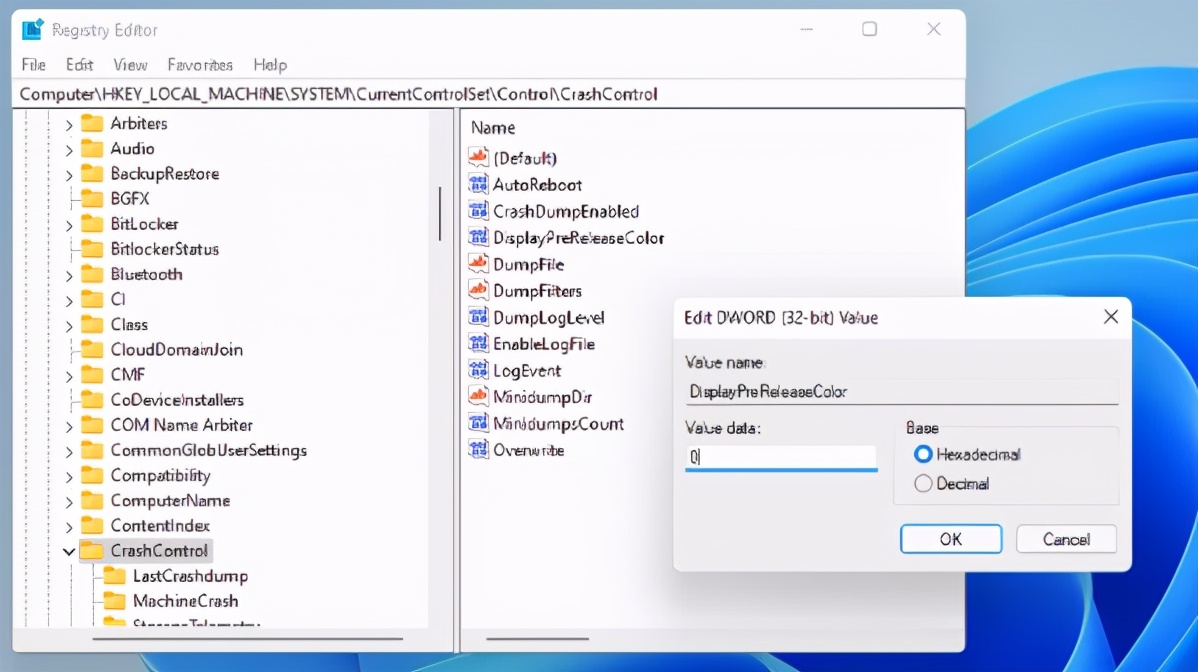 Registry Editor
File Edit View Favorites Help
Computer\HKEY_LOCAL_MACHINE\SYSTEM\CurrentControlSet\Control\CrashControl
Arbiters
Audio
BackupRestore
BGFX
BitLocker
BitlockerStatus
Bluetooth
CI
Class
CloudDomainJoin
CMF
CoDeviceInstallers
COM Name Arbiter
CommonGlobUserSettings
Compatibility
ComputerName
ContentIndex
CrashControl
LastCrashdump
MachineCrash
StorageTelemetry
Name
(Default)
AutoReboot
CrashDumpEnabled
DisplayPreReleaseColor
DumpFile
DumpFilters
DumpLogLevel
EnableLogFile
LogEvent
MinidumpDir
MinidumpsCount
Overwrite
Edit DWORD (32-bit) Value
Value name:
DisplayPreReleaseColor
Value data:
0
Base
Hexadecimal
Decimal
OK Cancel